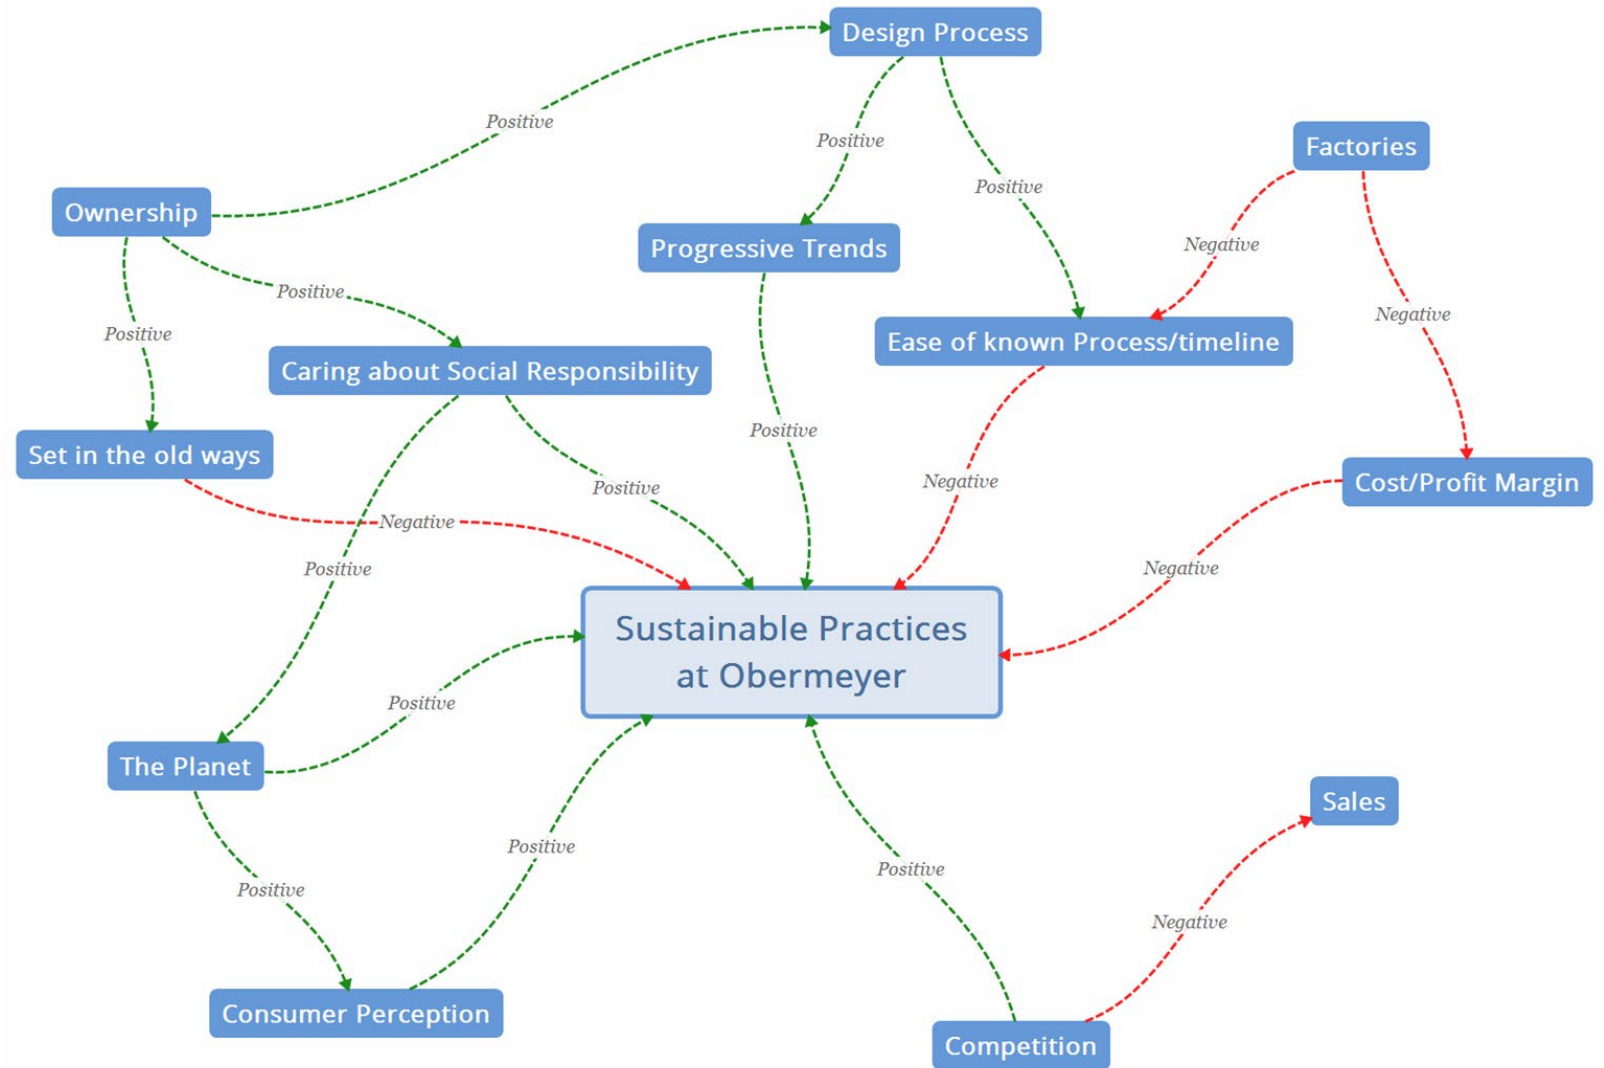 Design Process
Positive
Factories
Positive
Positive
Ownership
Negative
Progressive Trends
Positive
Negative
Positive
Ease of known Process/timeline
Caring about Social Responsibility
Positive
Set in the old ways
Negative
Cost/Profit Margin
Positive
Negative
Positive
Negative
Sustainable Practices
at Obermeyer
Positive
The Planet
Sales
Positive
Positive
Positive
Negative
Consumer Perception
Competition